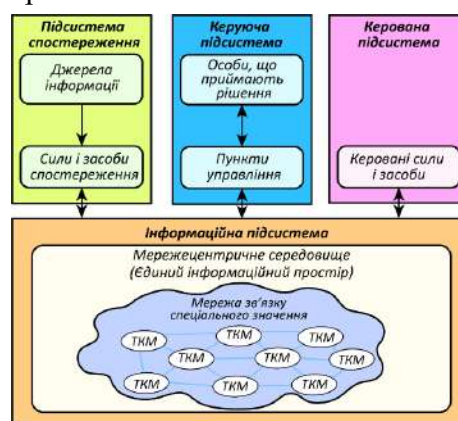 Підсистема
спостереження
Джерела
інформації
Сили і засоби
спостереження
Керуюча
підсистема
Особи, що
приймають
рішення
Пункти
управління
Керована
підсистема
Керовані сили
і засоби
Інформаційна підсистема
Мережецентричне середовище
(Єдиний інформаційний простір)
Мережа зв'язку
спеціального значення
ТКМ
ТКМ
ТКМ
ТКМ
ТКМ
ТКМ
ТКМ
ТКМ
ТКМ